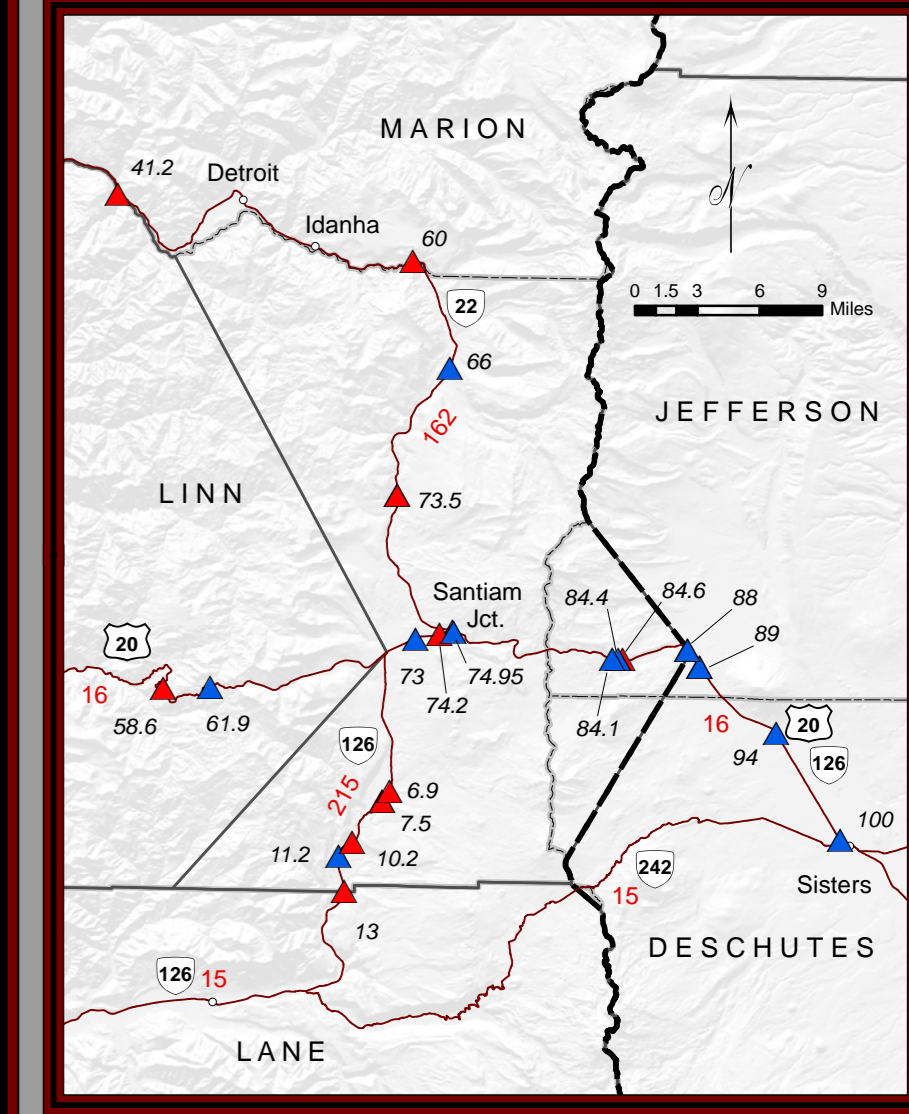 MARION
41.2
Detroit
Idanha
60
N
0 1.5 3 6 9
Miles
22
66
JEFFERSON
162
LINN
73.5
Santiam
Jct.
84.4
84.6
88
89
20
73
74.95
74.2
84.1
16
58.6
61.9
16
20
126
94
126
215
6.9
7.5
100
11.2
10.2
242
Sisters
15
13
DESCHUTES
126
15
LANE